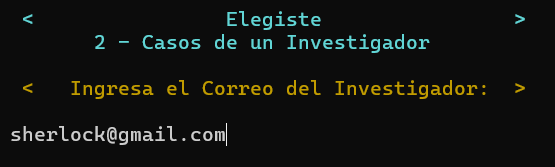 < Elegiste >
2 - Casos de un Investigador
< Ingresa el Correo del Investigador: >
sherlock@gmail.com